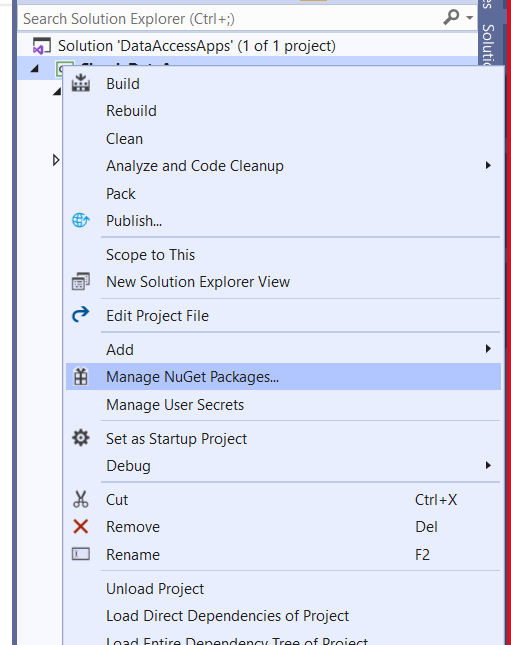 Search Solution Explorer (Ctrl+;)
Solution 'DataAccessApps' (1 of 1 project)
Build
Rebuild
Clean
Analyze and Code Cleanup
Pack
Publish...
Scope to This
New Solution Explorer View
Edit Project File
Add
Manage NuGet Packages...
Manage User Secrets
Set as Startup Project
Debug
Cut Ctrl+X
Remove Del
Rename F2
Unload Project
Load Direct Dependencies of Project
Load Entire Dependency Tree of Project